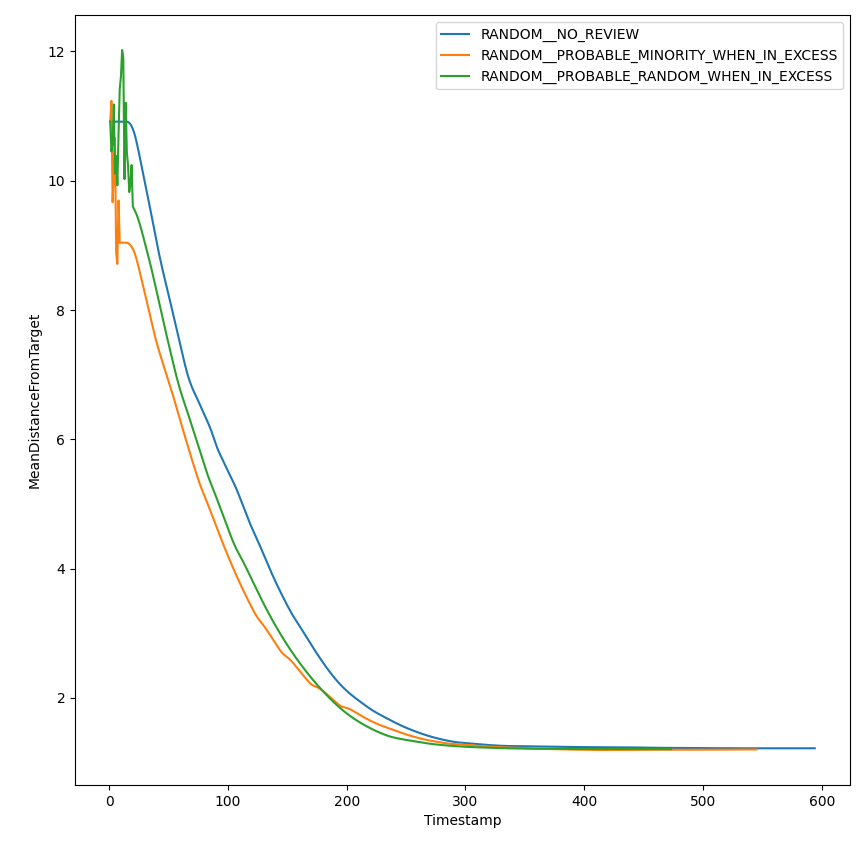 RANDOM__NO_REVIEW
RANDOM__PROBABLE_MINORITY_WHEN_IN_EXCESS
RANDOM__PROBABLE_RANDOM_WHEN_IN_EXCESS
12
10
8
6
4
2
MeanDistanceFromTarget
0 100 200 300 400 500 600
Timestamp